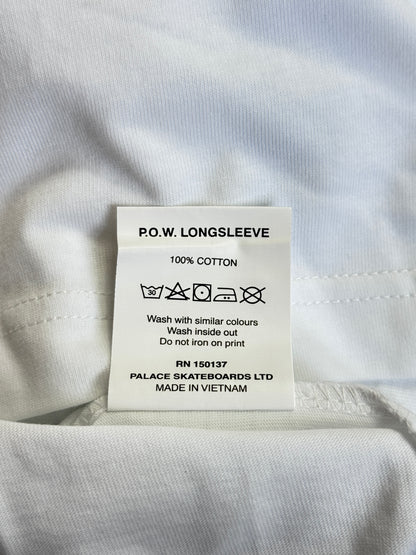 P.O.W. LONGSLEEVE
100% COTTON
30
Wash with similar colours
Wash inside out
Do not iron on print
RN 150137
PALACE SKATEBOARDS LTD
MADE IN VIETNAM